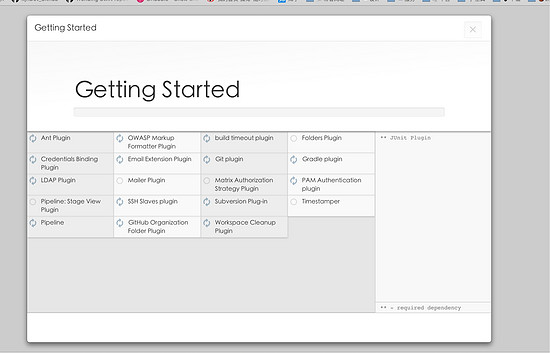 Getting Started
Getting Started
Ant Plugin
OWASP Markup
Formatter Plugin
build timeout plugin
Folders Plugin
** JUnit Plugin
Credentials Binding
Plugin
Email Extension Plugin
Git plugin
Gradle plugin
LDAP Plugin
Mailer Plugin
Matrix Authorization
Strategy Plugin
PAM Authentication
plugin
Pipeline: Stage View
Plugin
SSH Slaves plugin
Subversion Plug-in
Timestamper
Pipeline
GitHub Organization
Folder Plugin
Workspace Cleanup
Plugin
** - required dependency